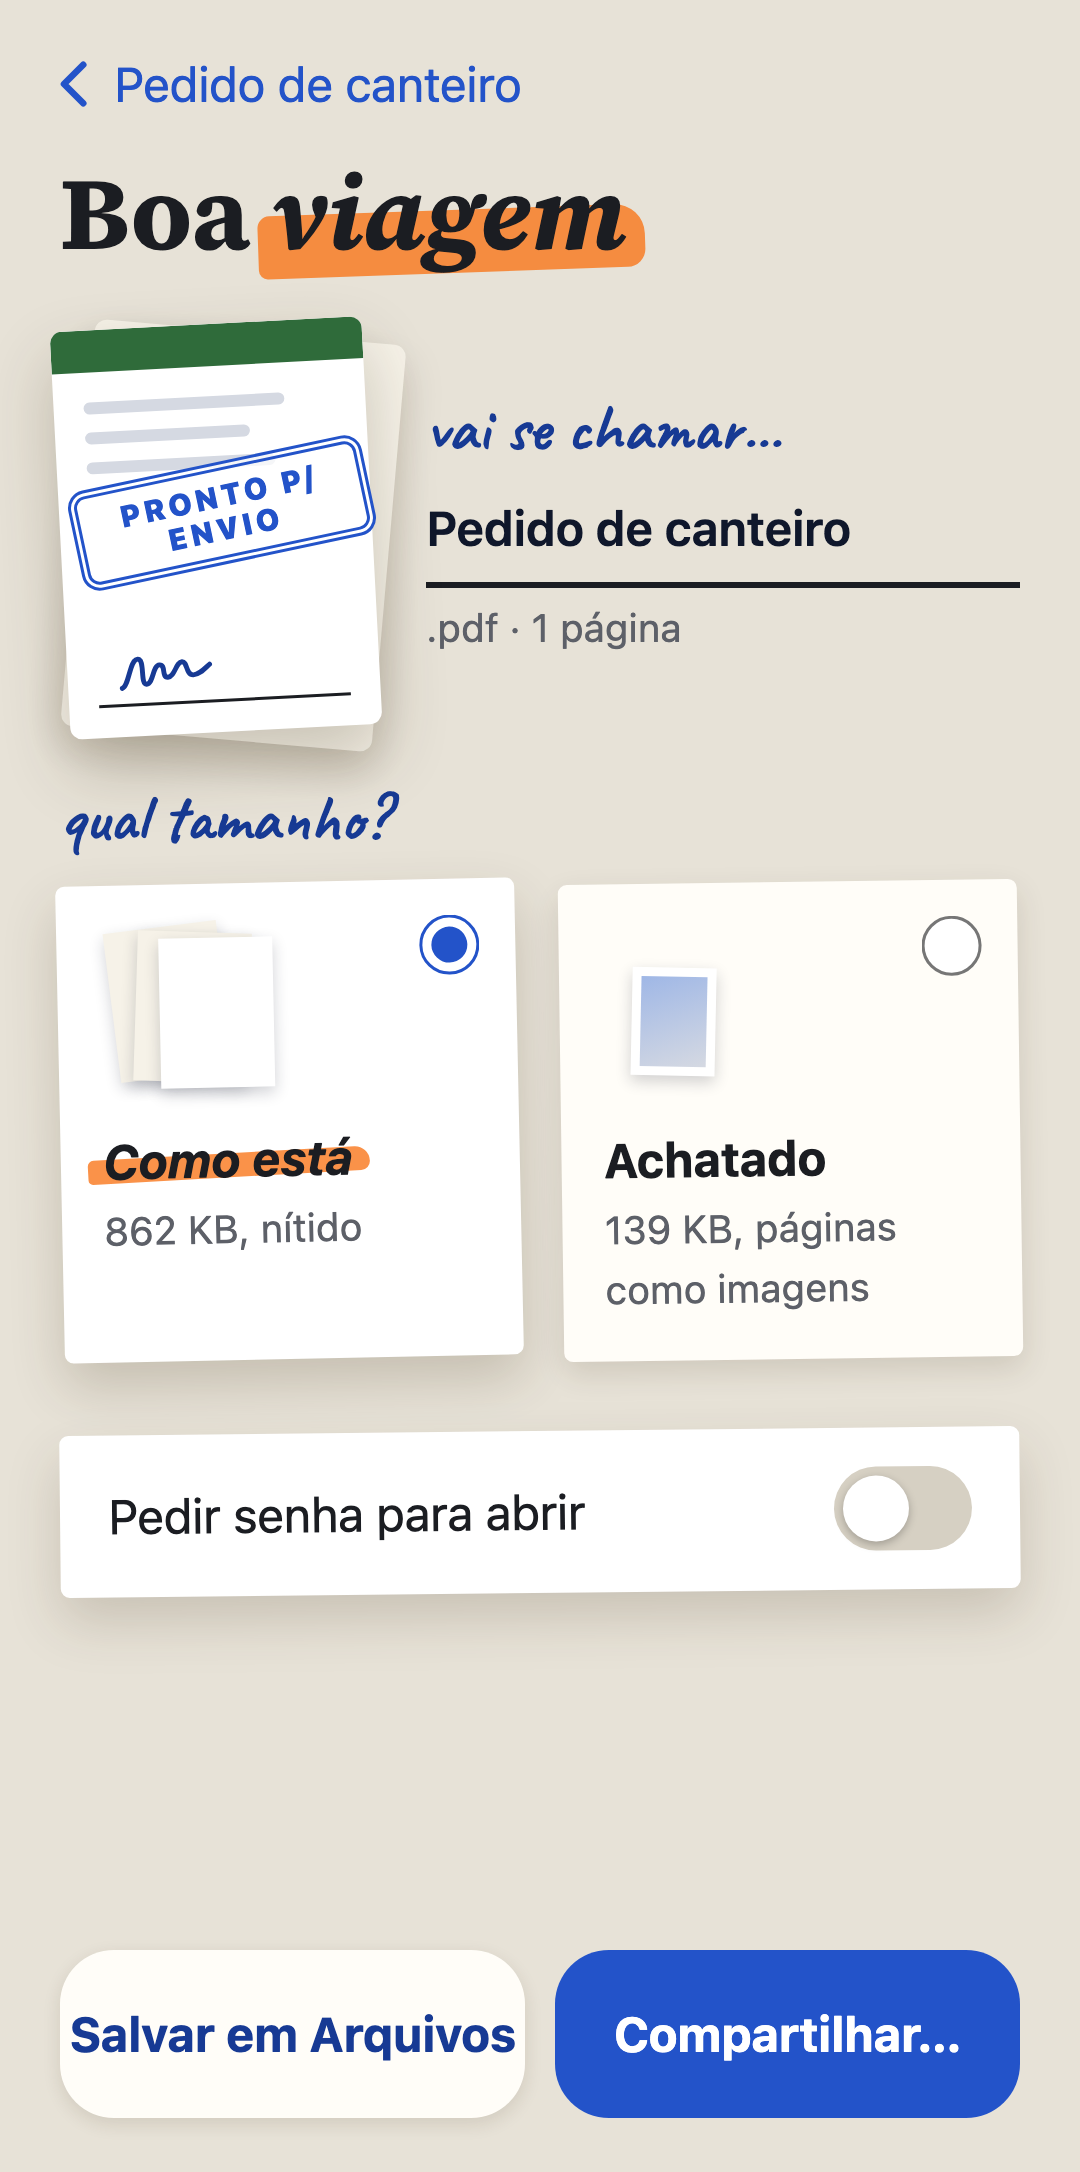 Pedido de canteiro
Boa viagem
PRONTO P/
ENVIO
vai se chamar...
Pedido de canteiro
.pdf · 1 página
qual tamanho?
Como está
862 KB, nítido
Achatado
139 KB, páginas
como imagens
Pedir senha para abrir
Salvar em Arquivos
Compartilhar...